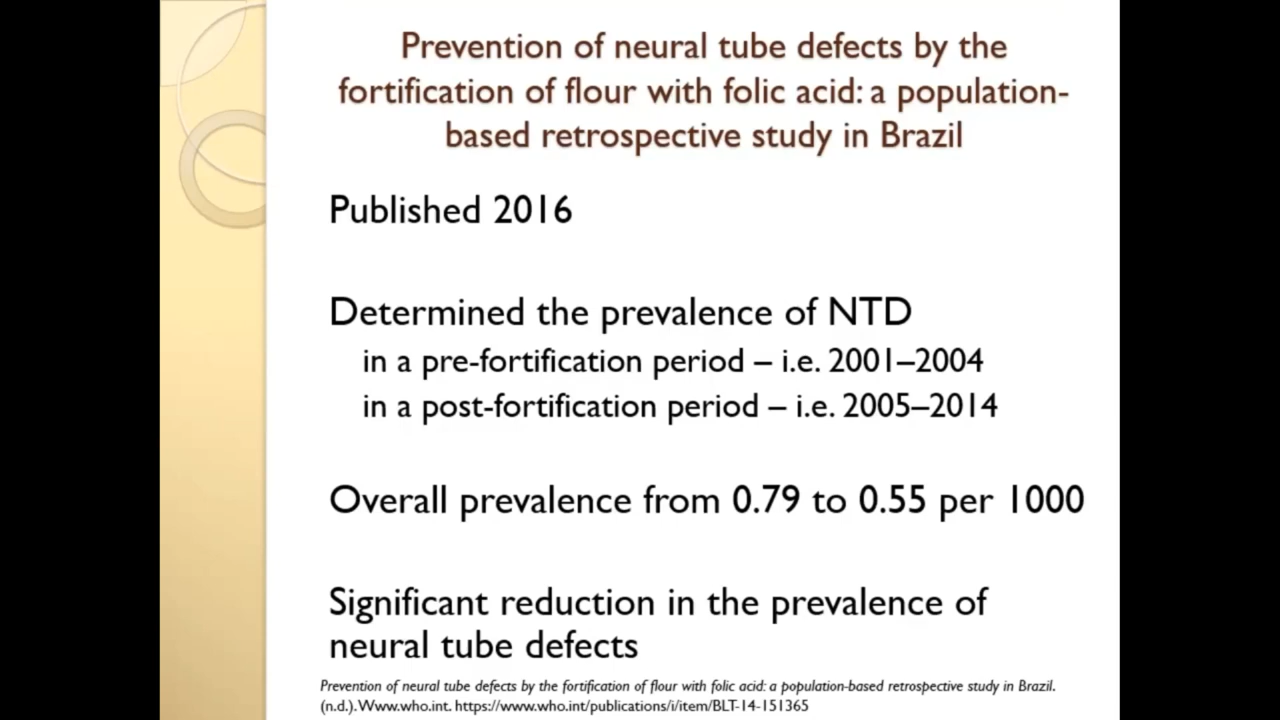 Prevention of neural tube defects by the
fortification of flour with folic acid: a population-
based retrospective study in Brazil
Published 2016
Determined the prevalence of NTD
in a pre-fortification period – i.e. 2001–2004
in a post-fortification period – i.e. 2005–2014
Overall prevalence from 0.79 to 0.55 per 1000
Significant reduction in the prevalence of
neural tube defects
Prevention of neural tube defects by the fortification of flour with folic acid: a population-based retrospective study in Brazil.
(n.d.). Www.who.int. https://www.who.int/publications/i/item/BLT-14-151365